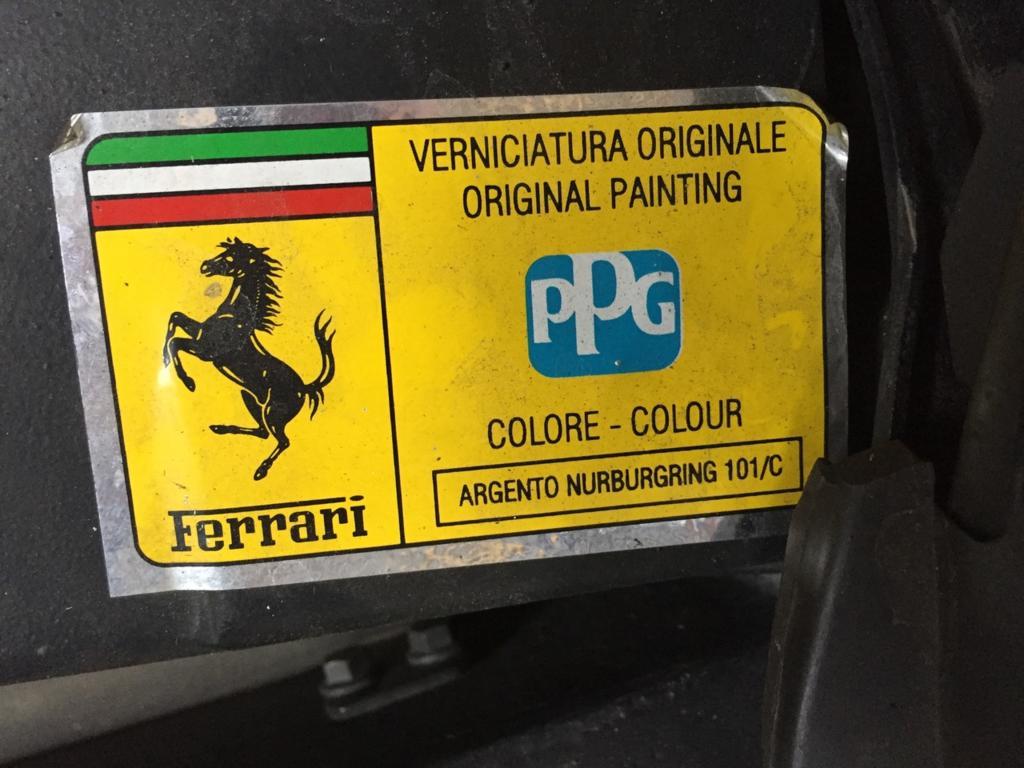 VERNICIATURA ORIGINALE
ORIGINAL PAINTING
PPG
COLORE - COLOUR
ARGENTO NURBURGRING 101/C
Ferrari